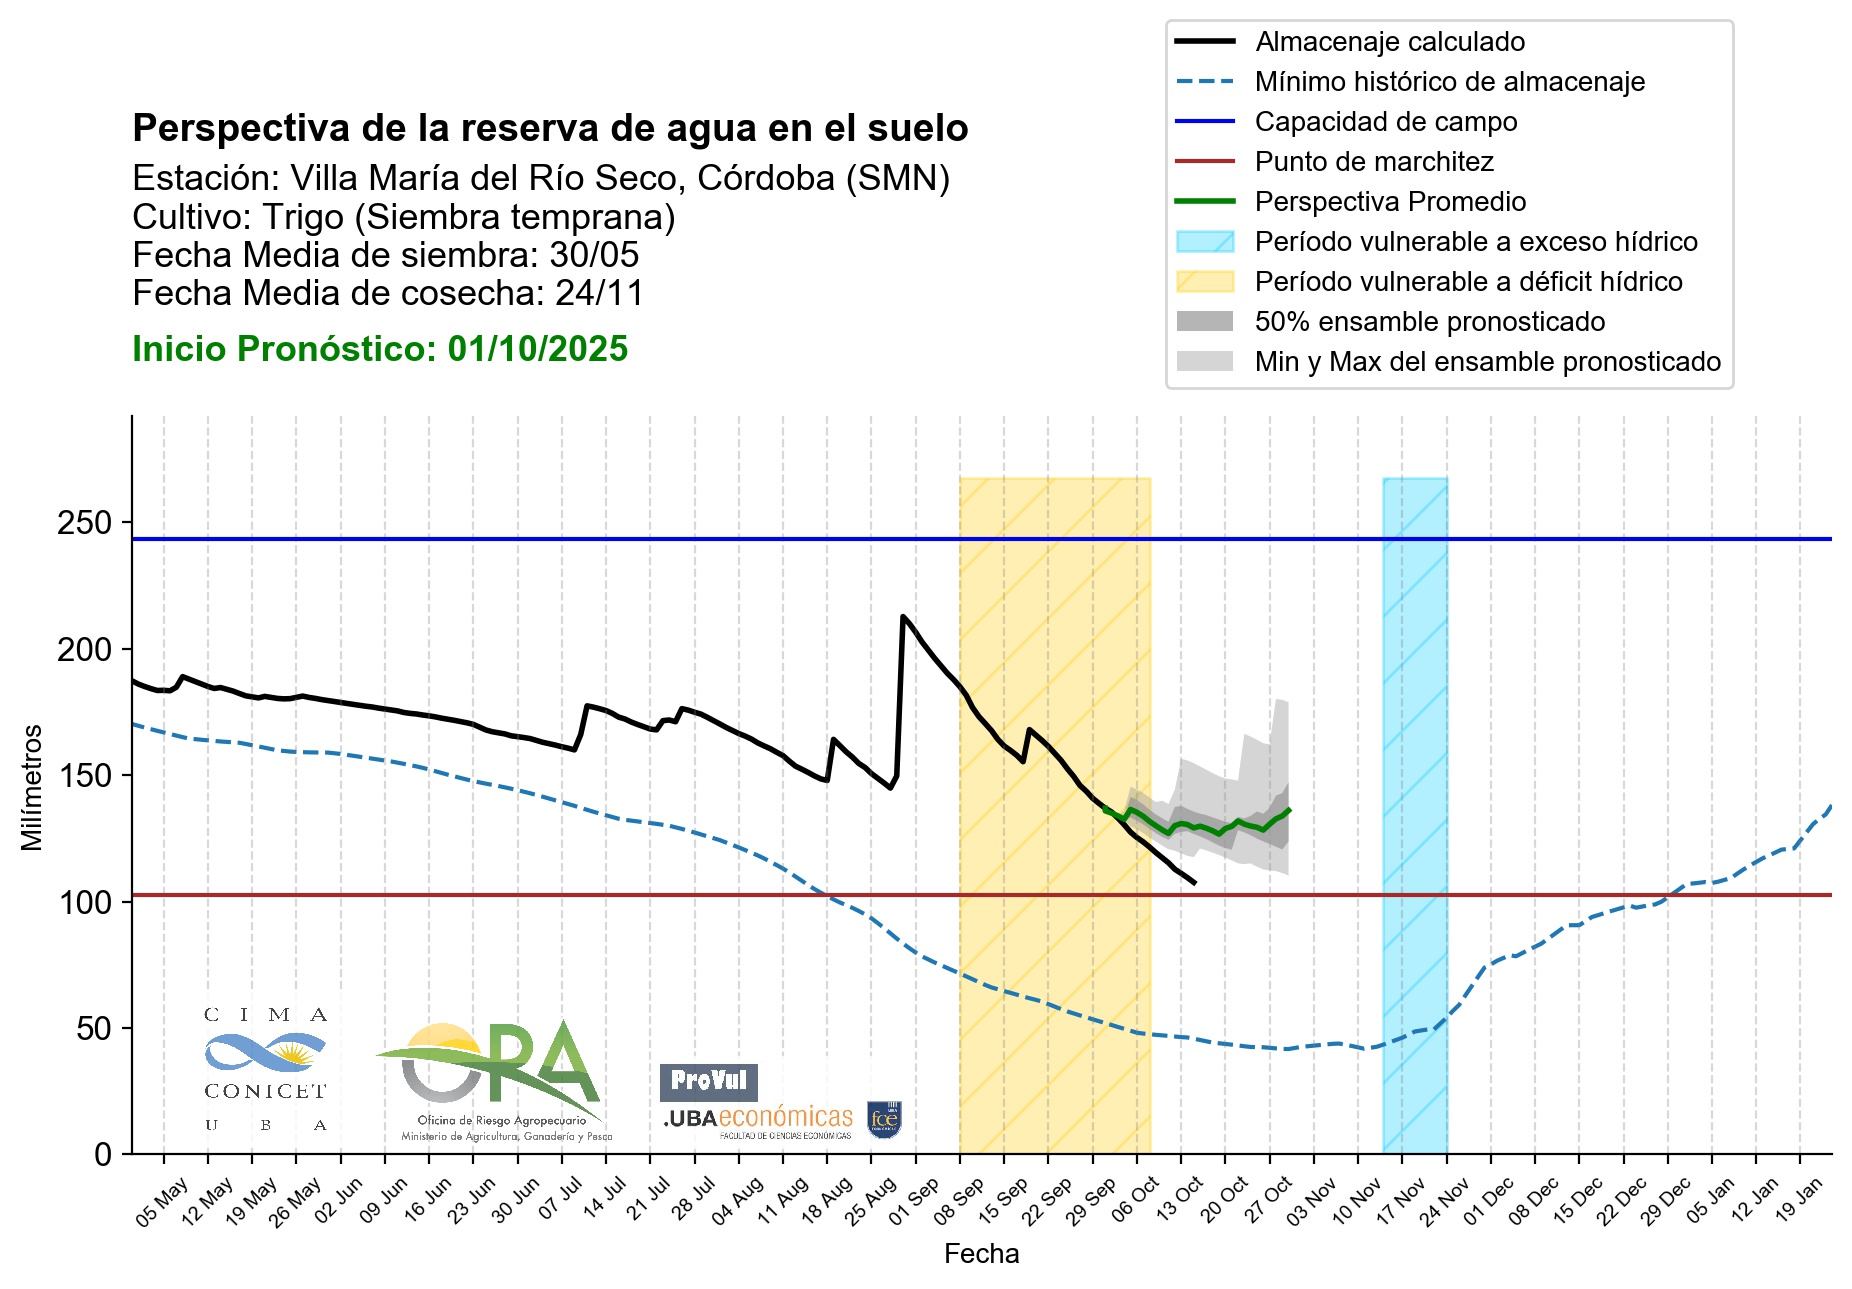 Almacenaje calculado
Mínimo histórico de almacenaje
Capacidad de campo
Punto de marchitez
Perspectiva Promedio
Período vulnerable a exceso hídrico
Período vulnerable a déficit hídrico
50% ensamble pronosticado
Min y Max del ensamble pronosticado
Perspectiva de la reserva de agua en el suelo
Estación: Villa María del Río Seco, Córdoba (SMN)
Cultivo: Trigo (Siembra temprana)
Fecha Media de siembra: 30/05
Fecha Media de cosecha: 24/11
Inicio Pronóstico: 01/10/2025
Milímetros
250
200
150
100
50
0
CIMA
CONICET
UBA
ORA
Oficina de Riesgo Agropecuario
Ministerio de Agricultura, Ganadería y Pesca
ProVul
.UBAeconómicas
FACULTAD DE CIENCIAS ECONÓMICAS
fce
05 May
12 May
19 May
26 May
02 Jun
09 Jun
16 Jun
23 Jun
30 Jun
07 Jul
14 Jul
21 Jul
28 Jul
04 Aug
11 Aug
18 Aug
25 Aug
01 Sep
08 Sep
15 Sep
22 Sep
29 Sep
06 Oct
13 Oct
20 Oct
27 Oct
03 Nov
10 Nov
17 Nov
24 Nov
01 Dec
08 Dec
15 Dec
22 Dec
29 Dec
05 Jan
12 Jan
19 Jan
Fecha